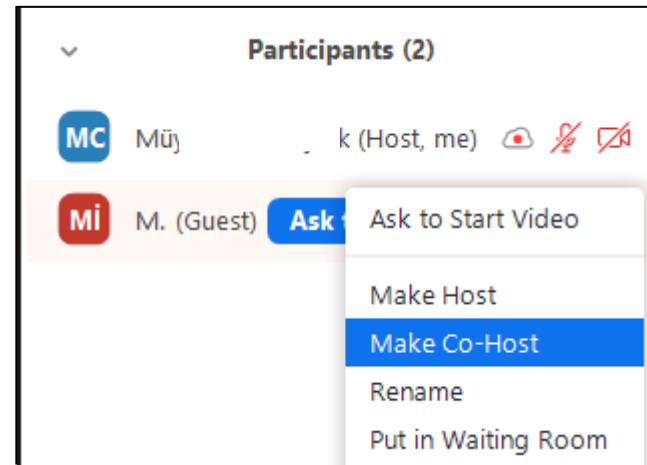 Participants (2)
MC Müy k (Host, me)
Mİ M. (Guest) Ask
Ask to Start Video
Make Host
Make Co-Host
Rename
Put in Waiting Room